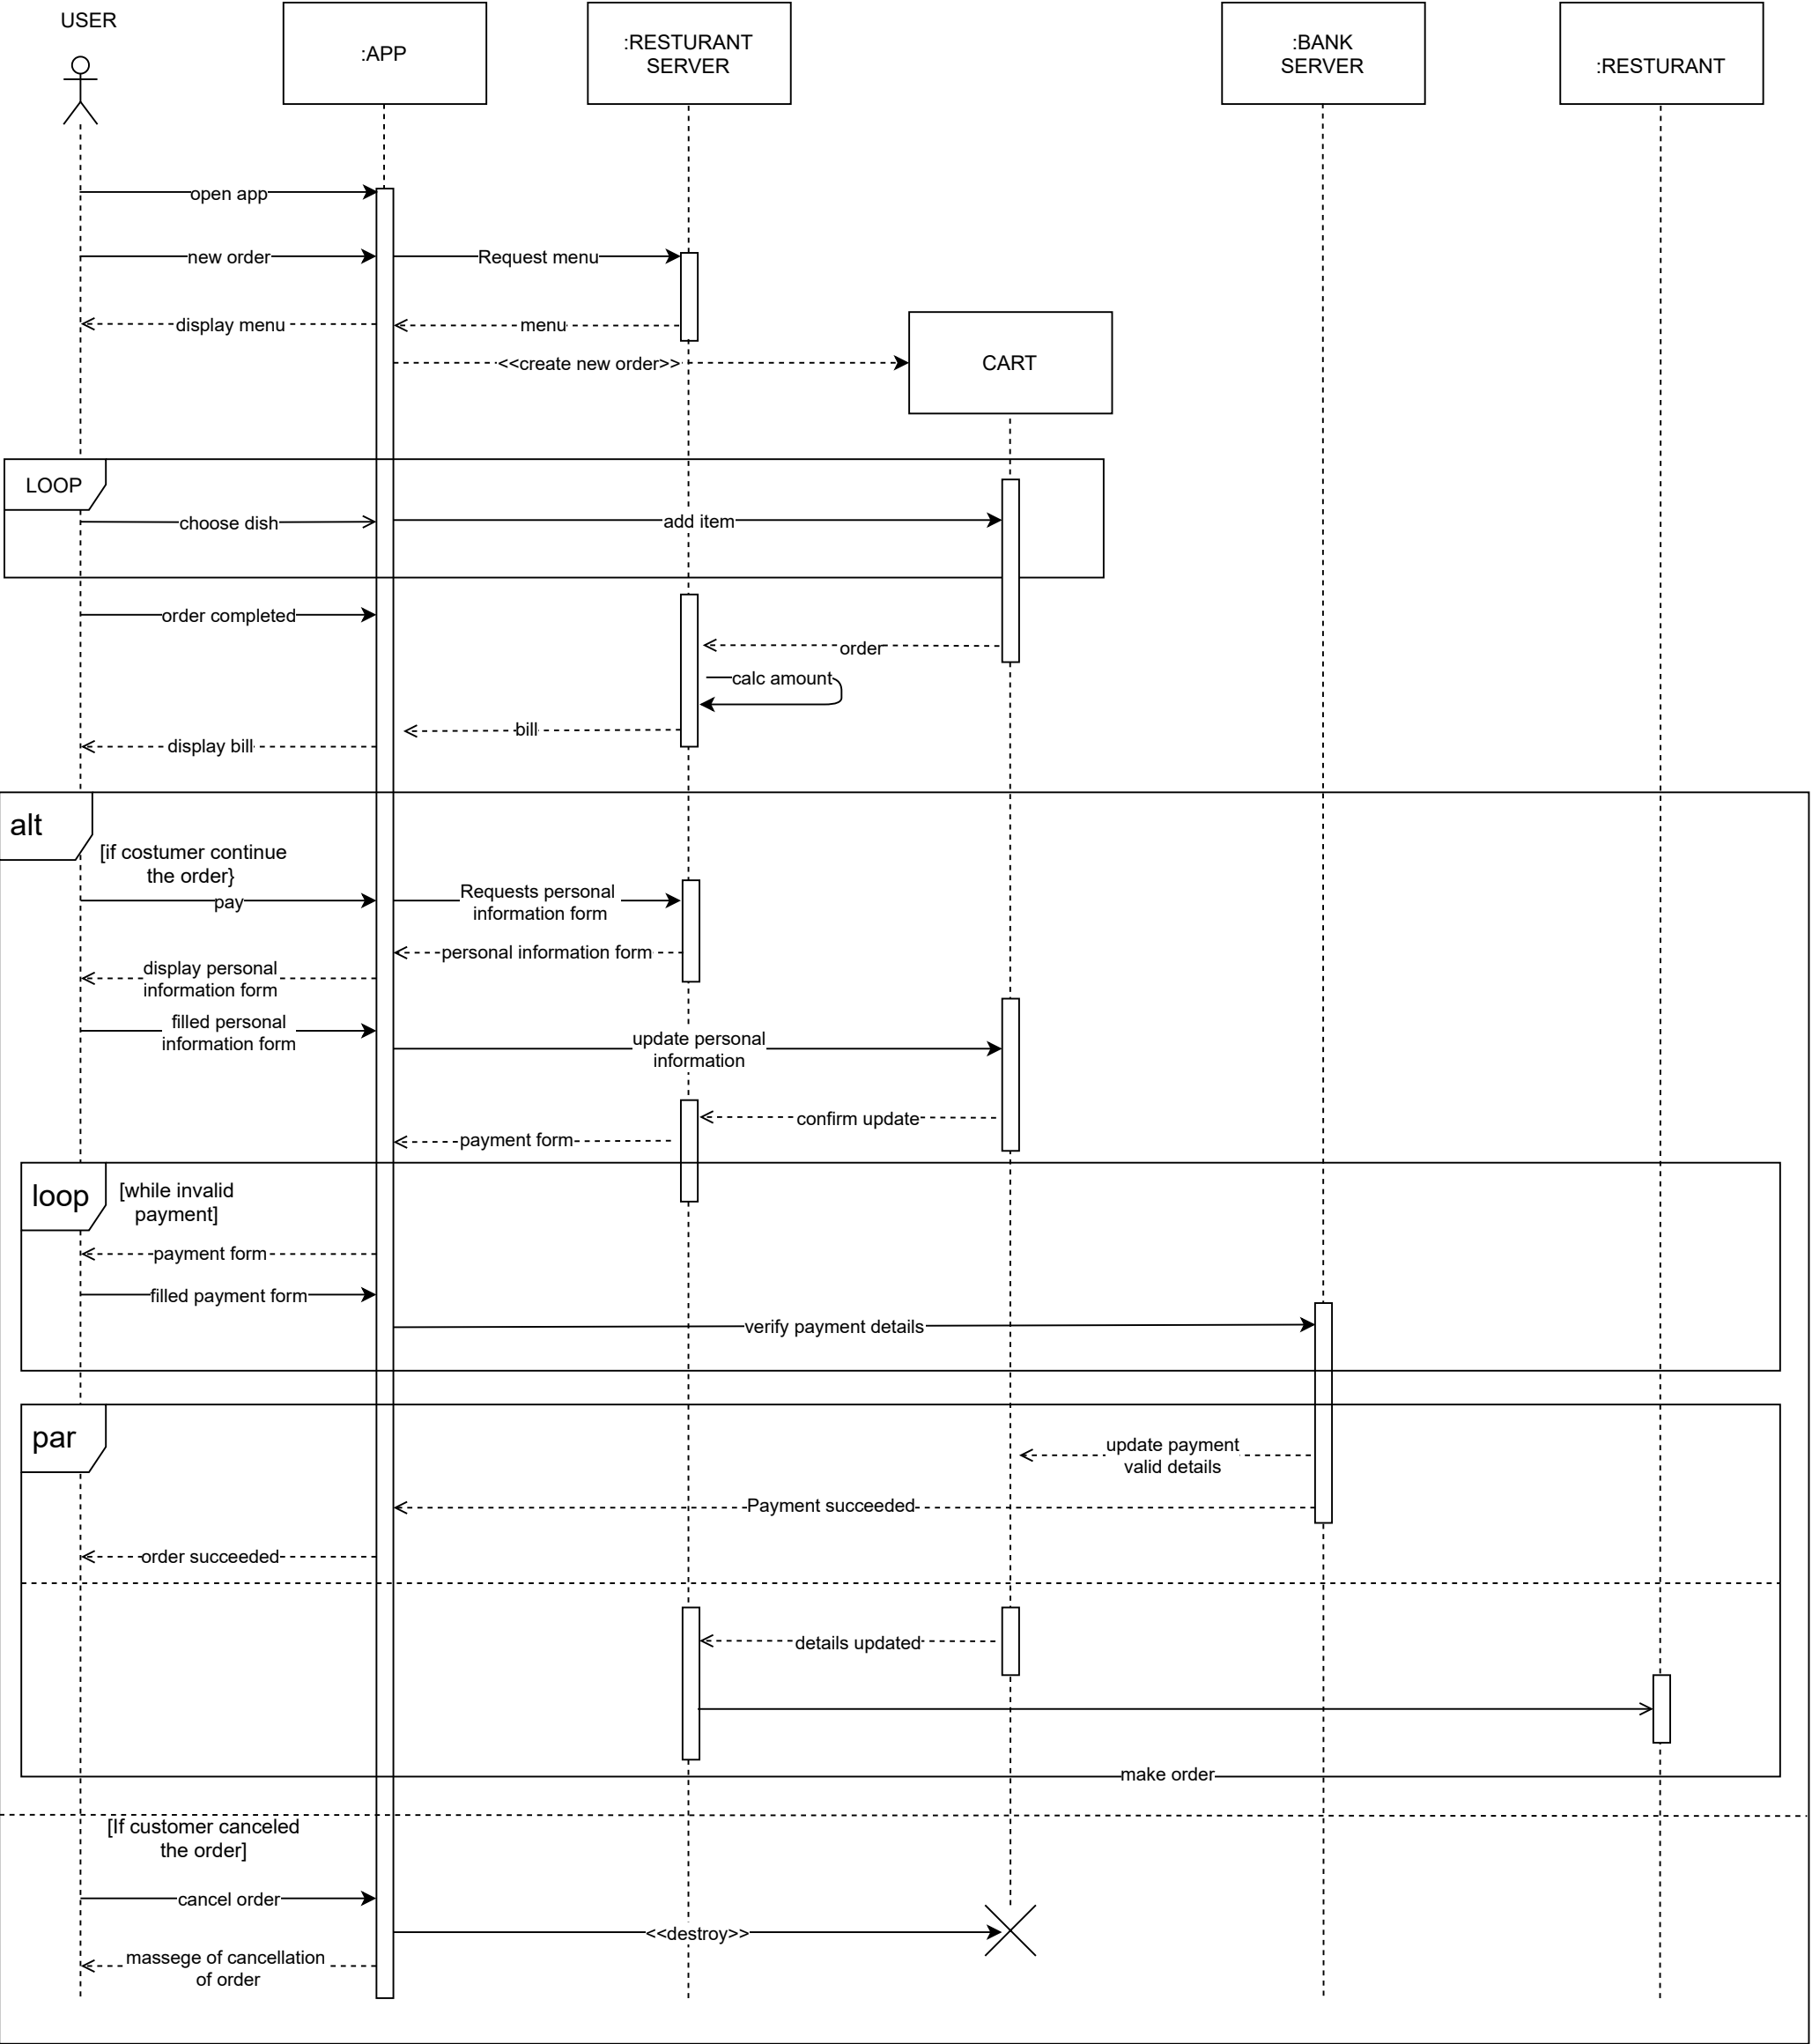 USER
:APP
:RESTURANT
SERVER
:BANK
SERVER
:RESTURANT
open app
new order
Request menu
display menu
menu
<<create new order>>
CART
LOOP
choose dish
add item
order completed
order
calc amount
bill
display bill
alt
[if costumer continue
the order}
pay
Requests personal
information form
personal information form
display personal
information form
filled personal
information form
update personal
information
confirm update
payment form
loop
[while invalid
payment]
payment form
filled payment form
verify payment details
par
update payment
valid details
Payment succeeded
order succeeded
details updated
make order
[If customer canceled
the order]
cancel order
<<destroy>>
massege of cancellation
of order